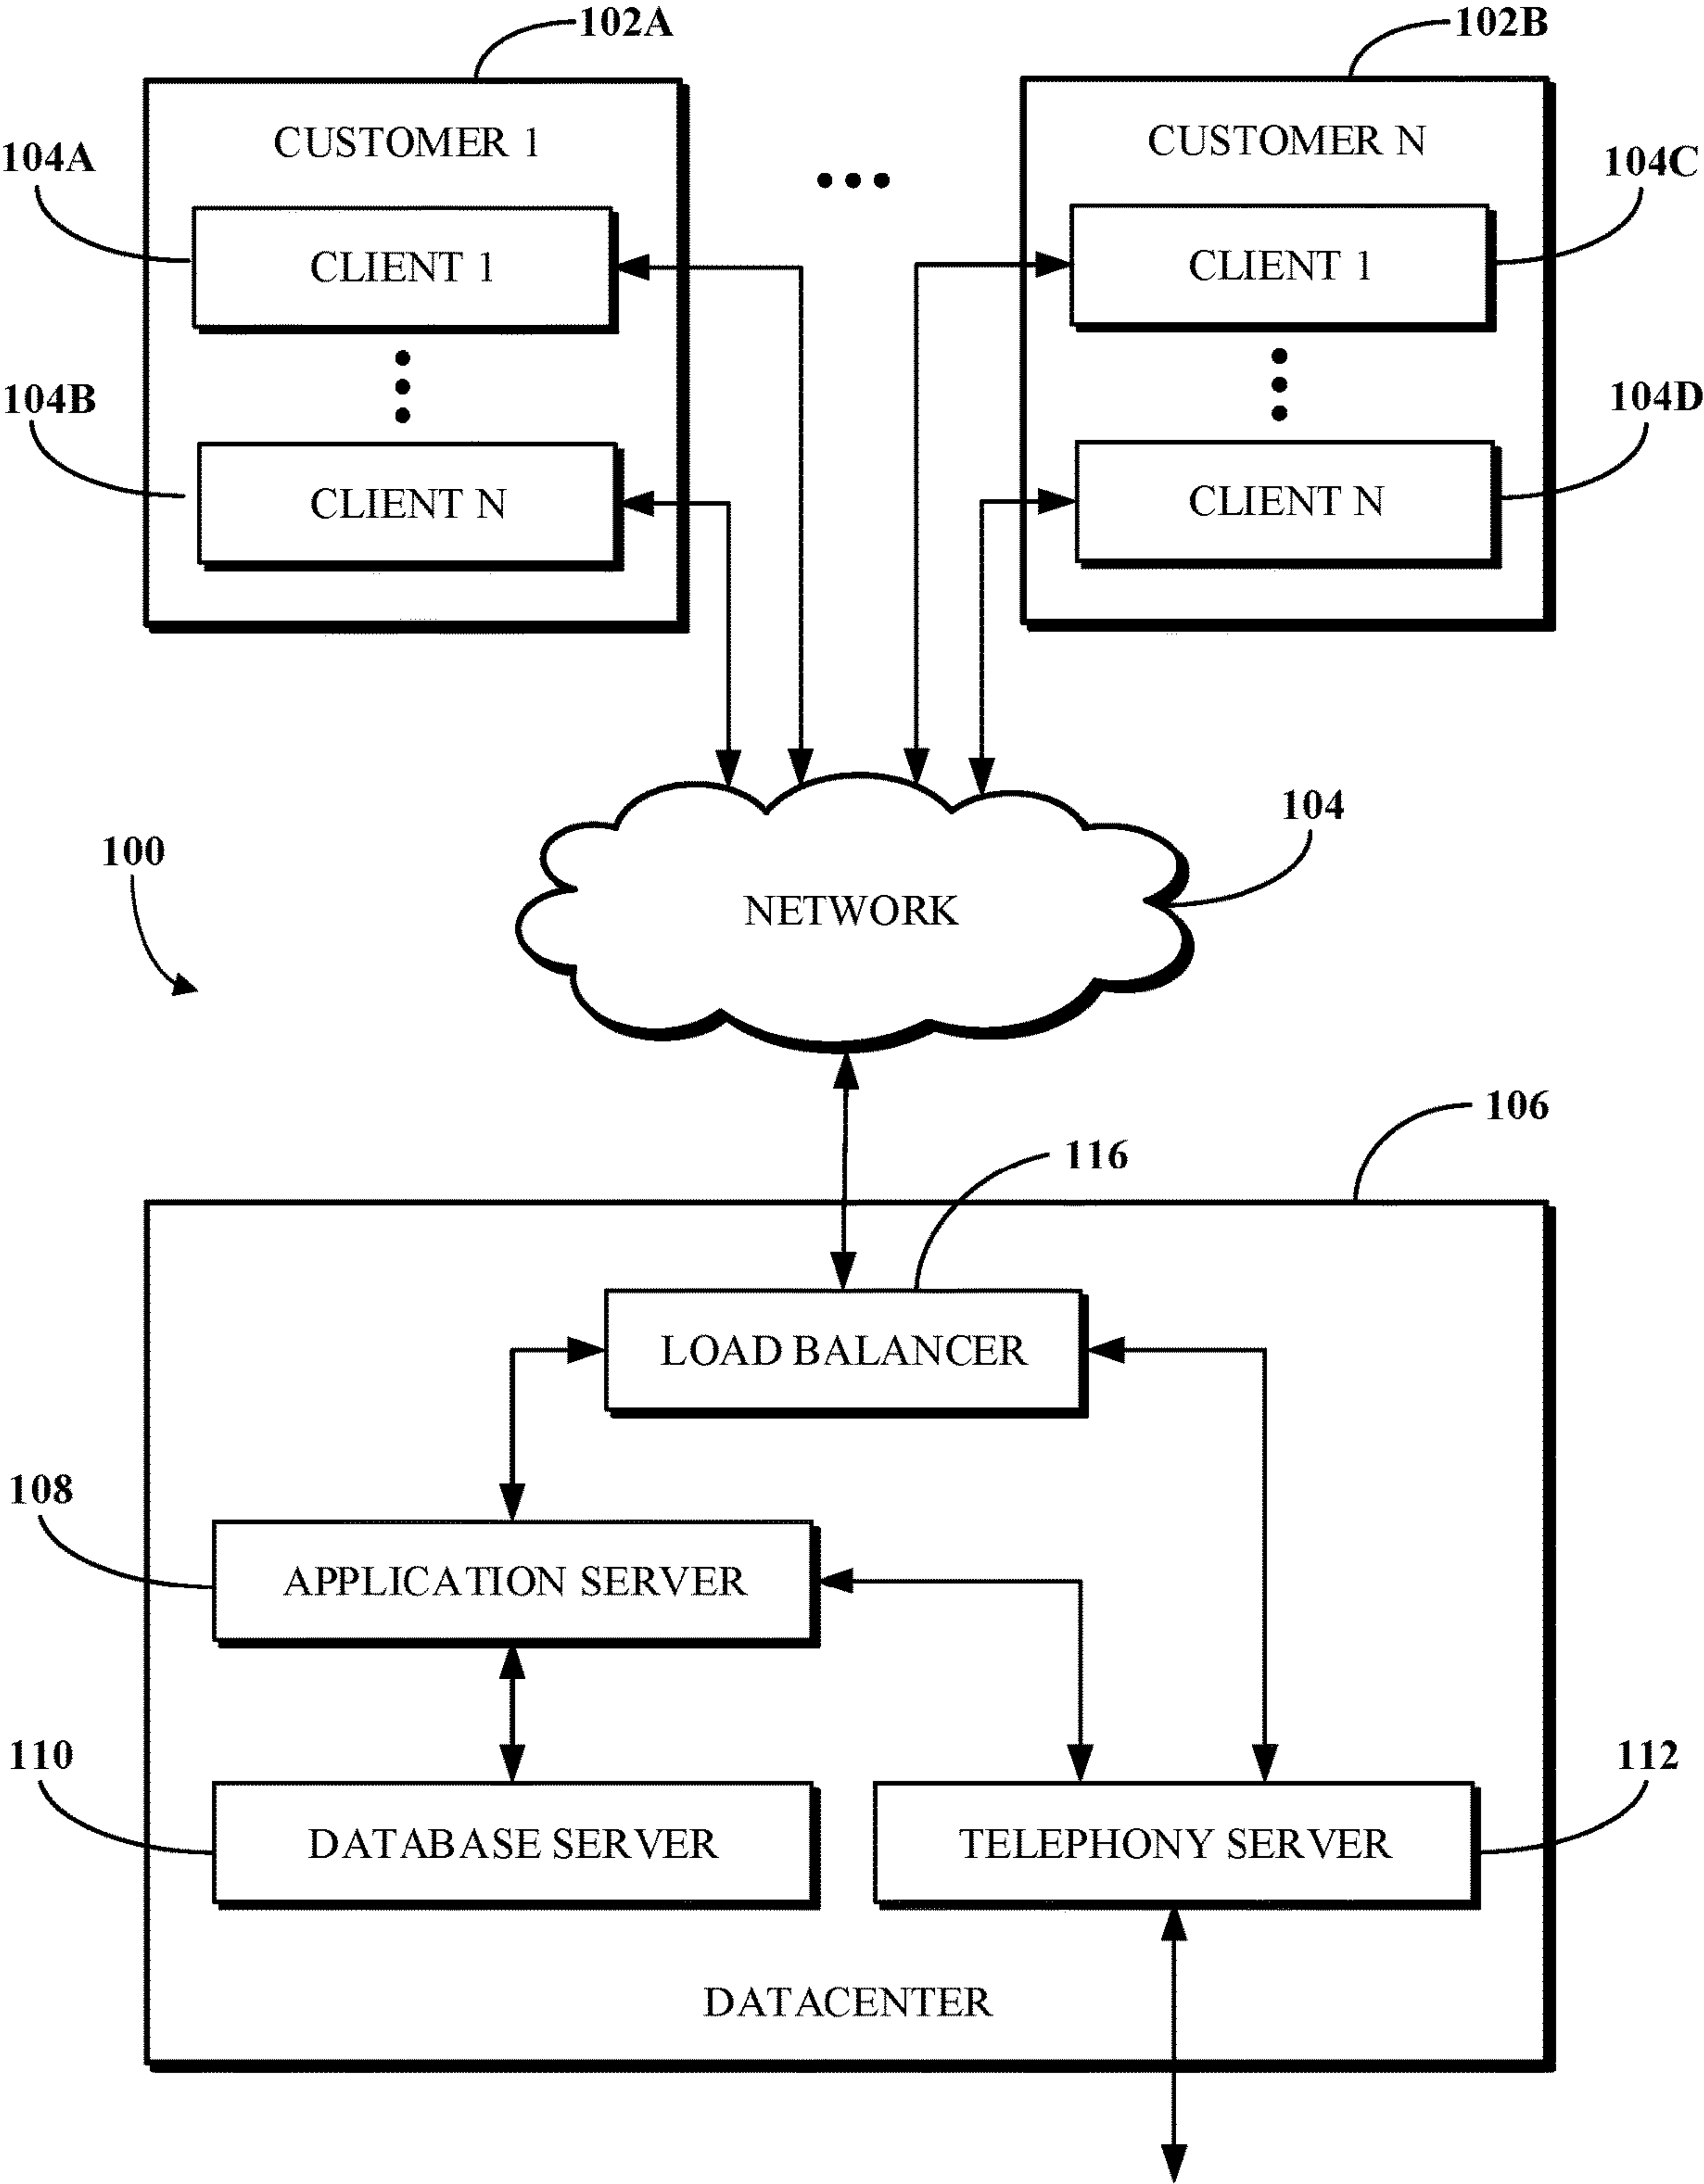 102A
102B
CUSTOMER 1
CUSTOMER N
104A
104C
CLIENT 1
CLIENT 1
104B
104D
CLIENT N
CLIENT N
104
100
NETWORK
106
116
LOAD BALANCER
108
APPLICATION SERVER
110
112
DATABASE SERVER
TELEPHONY SERVER
DATACENTER